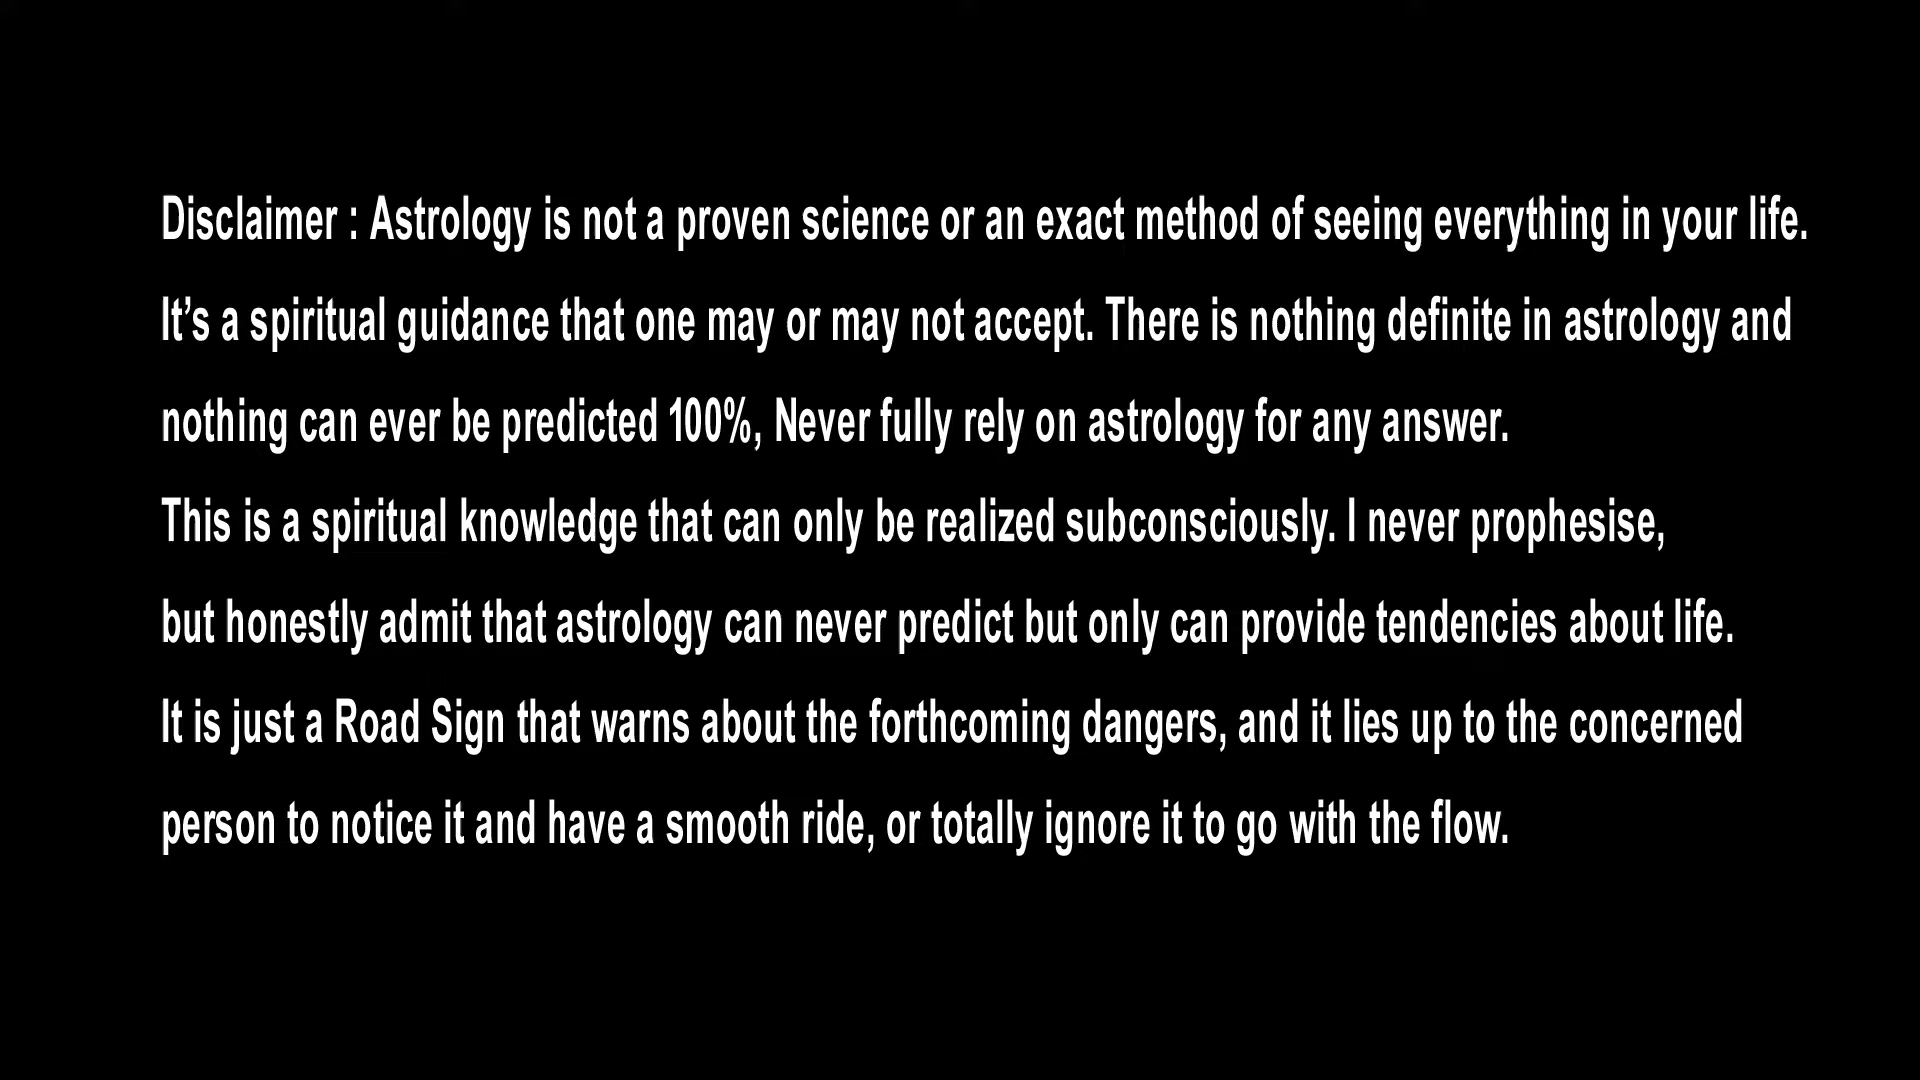 Disclaimer : Astrology is not a proven science or an exact method of seeing everything in your life.
It’s a spiritual guidance that one may or may not accept. There is nothing definite in astrology and
nothing can ever be predicted 100%, Never fully rely on astrology for any answer.
This is a spiritual knowledge that can only be realized subconsciously. I never prophesise,
but honestly admit that astrology can never predict but only can provide tendencies about life.
It is just a Road Sign that warns about the forthcoming dangers, and it lies up to the concerned
person to notice it and have a smooth ride, or totally ignore it to go with the flow.